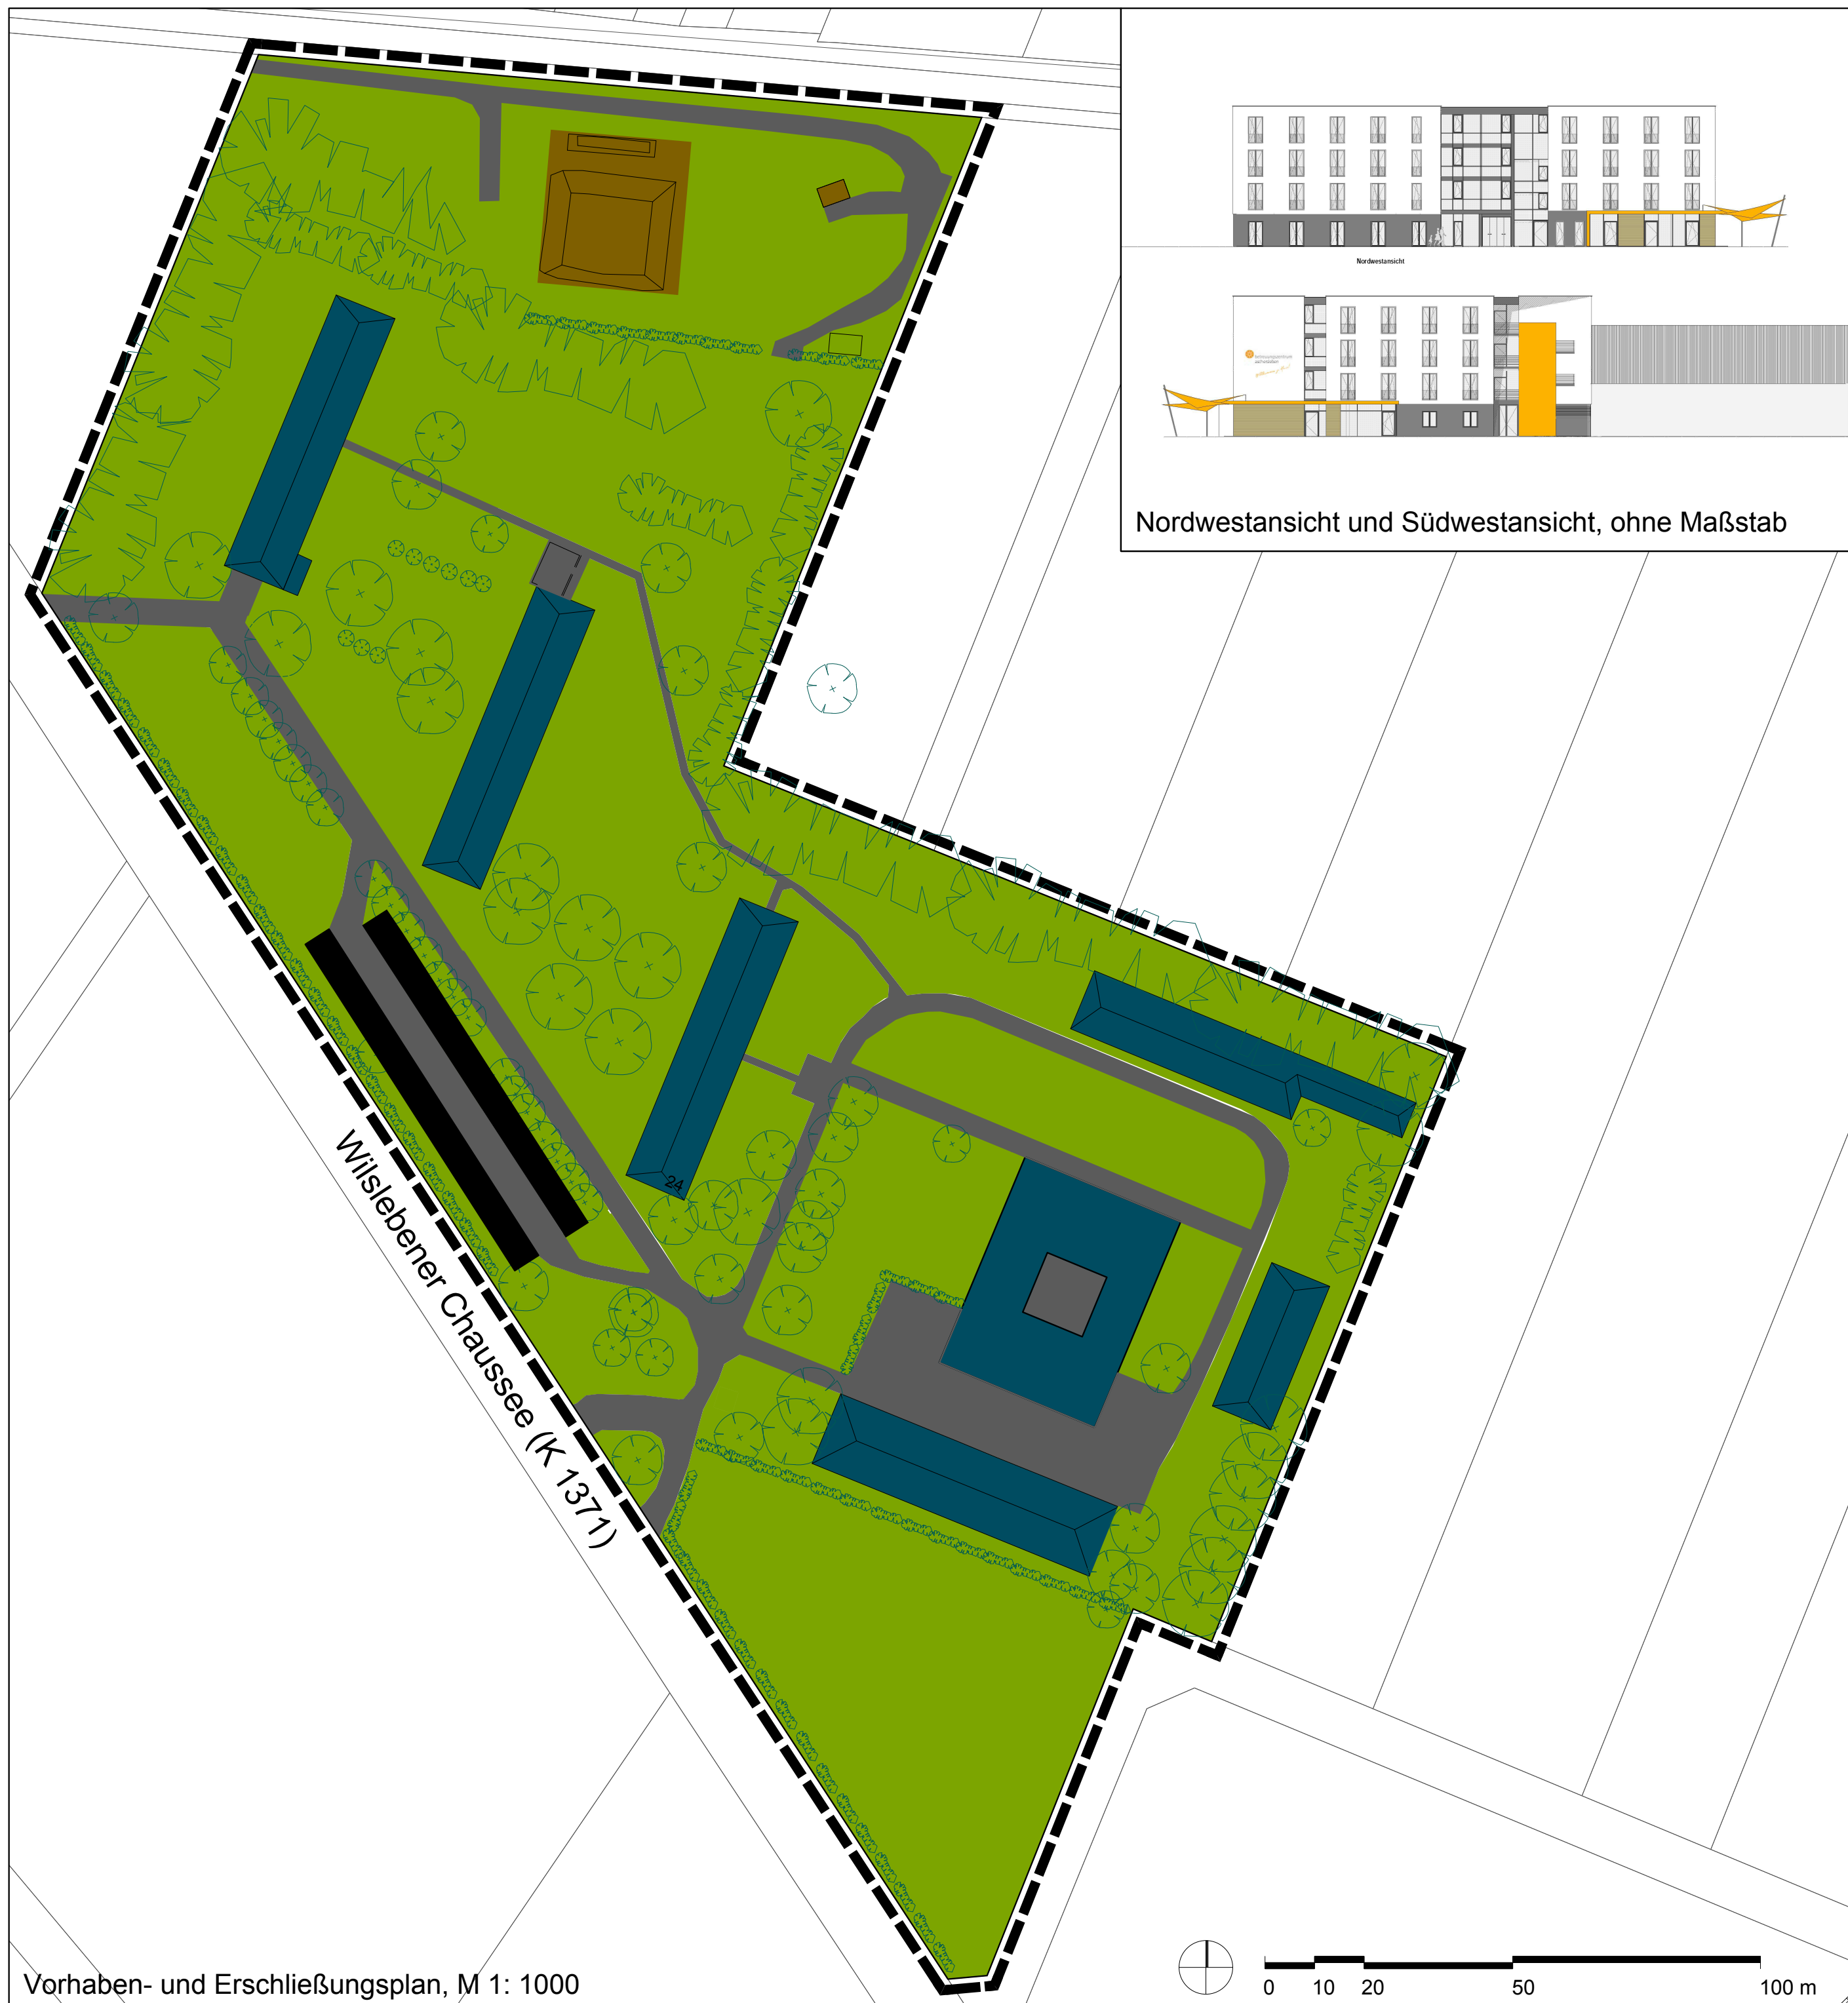 Nordwestansicht
Nordwestansicht und Südwestansicht, ohne Maßstab
24
Wilslebener Chaussee (K 1371)
Vorhaben- und Erschließungsplan, M 1: 1000
0 10 20 50 100 m